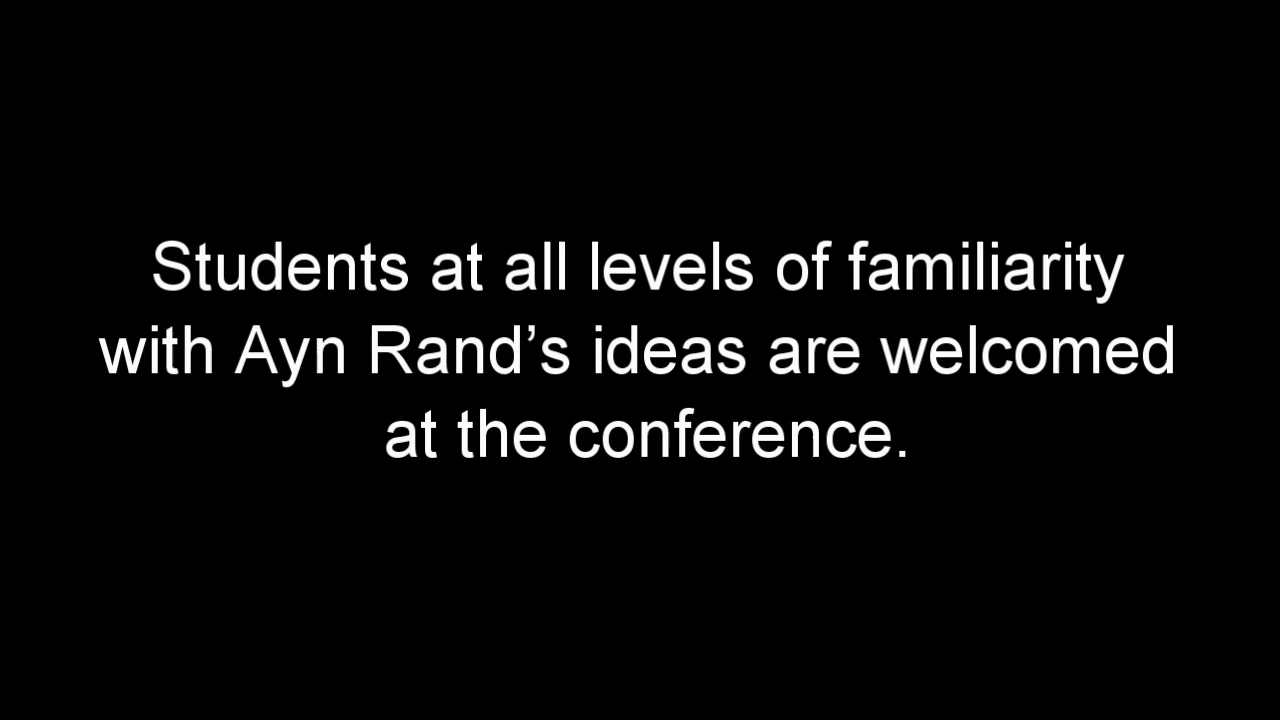 Students at all levels of familiarity
with Ayn Rand’s ideas are welcomed
at the conference.